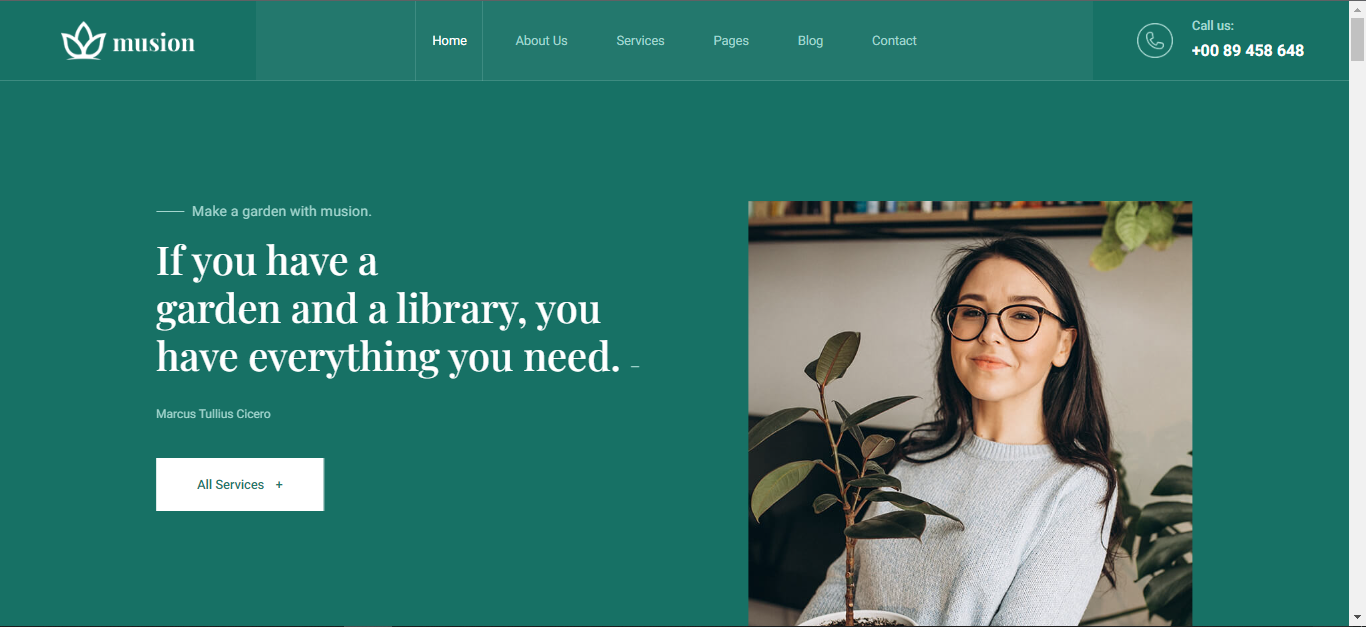 musion
Home
About Us
Services
Pages
Blog
Contact
Call us:
+00 89 458 648
Make a garden with musion.
If you have a
garden and a library, you
have everything you need. –
Marcus Tullius Cicero
All Services +